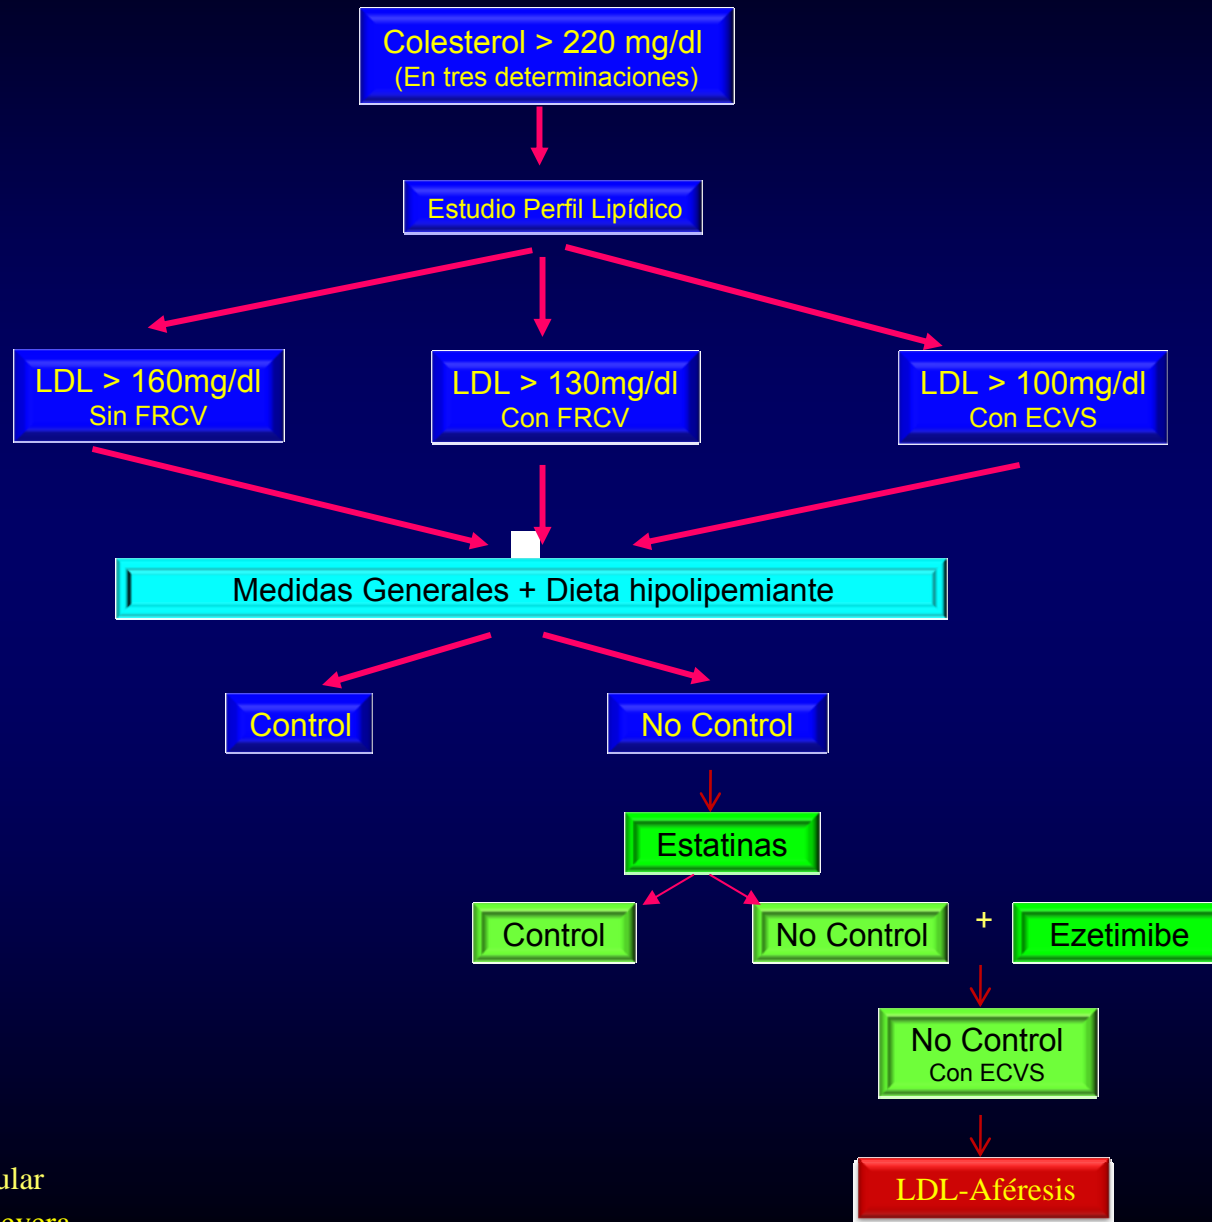 Colesterol > 220 mg/dl
(En tres determinaciones)
Estudio Perfil Lipídico
LDL > 160mg/dl
Sin FRCV
LDL > 130mg/dl
Con FRCV
LDL > 100mg/dl
Con ECVS
Medidas Generales + Dieta hipolipemiante
Control
No Control
Estatinas
Control
No Control
+
Ezetimibe
No Control
Con ECVS
LDL-Aféresis